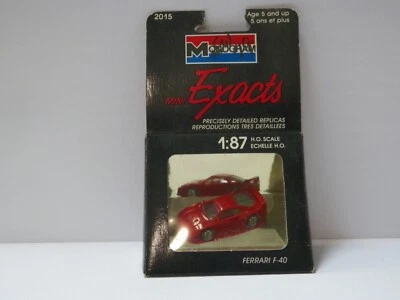 2015
Age 5 and up
5 ans et plus
MONOGRAM
MINI Exacts
PRECISELY DETAILED REPLICAS
REPRODUCTIONS TRES DETAILLEES
1:87 H.O. SCALE
ECHELLE H.O.
FERRARI F-40